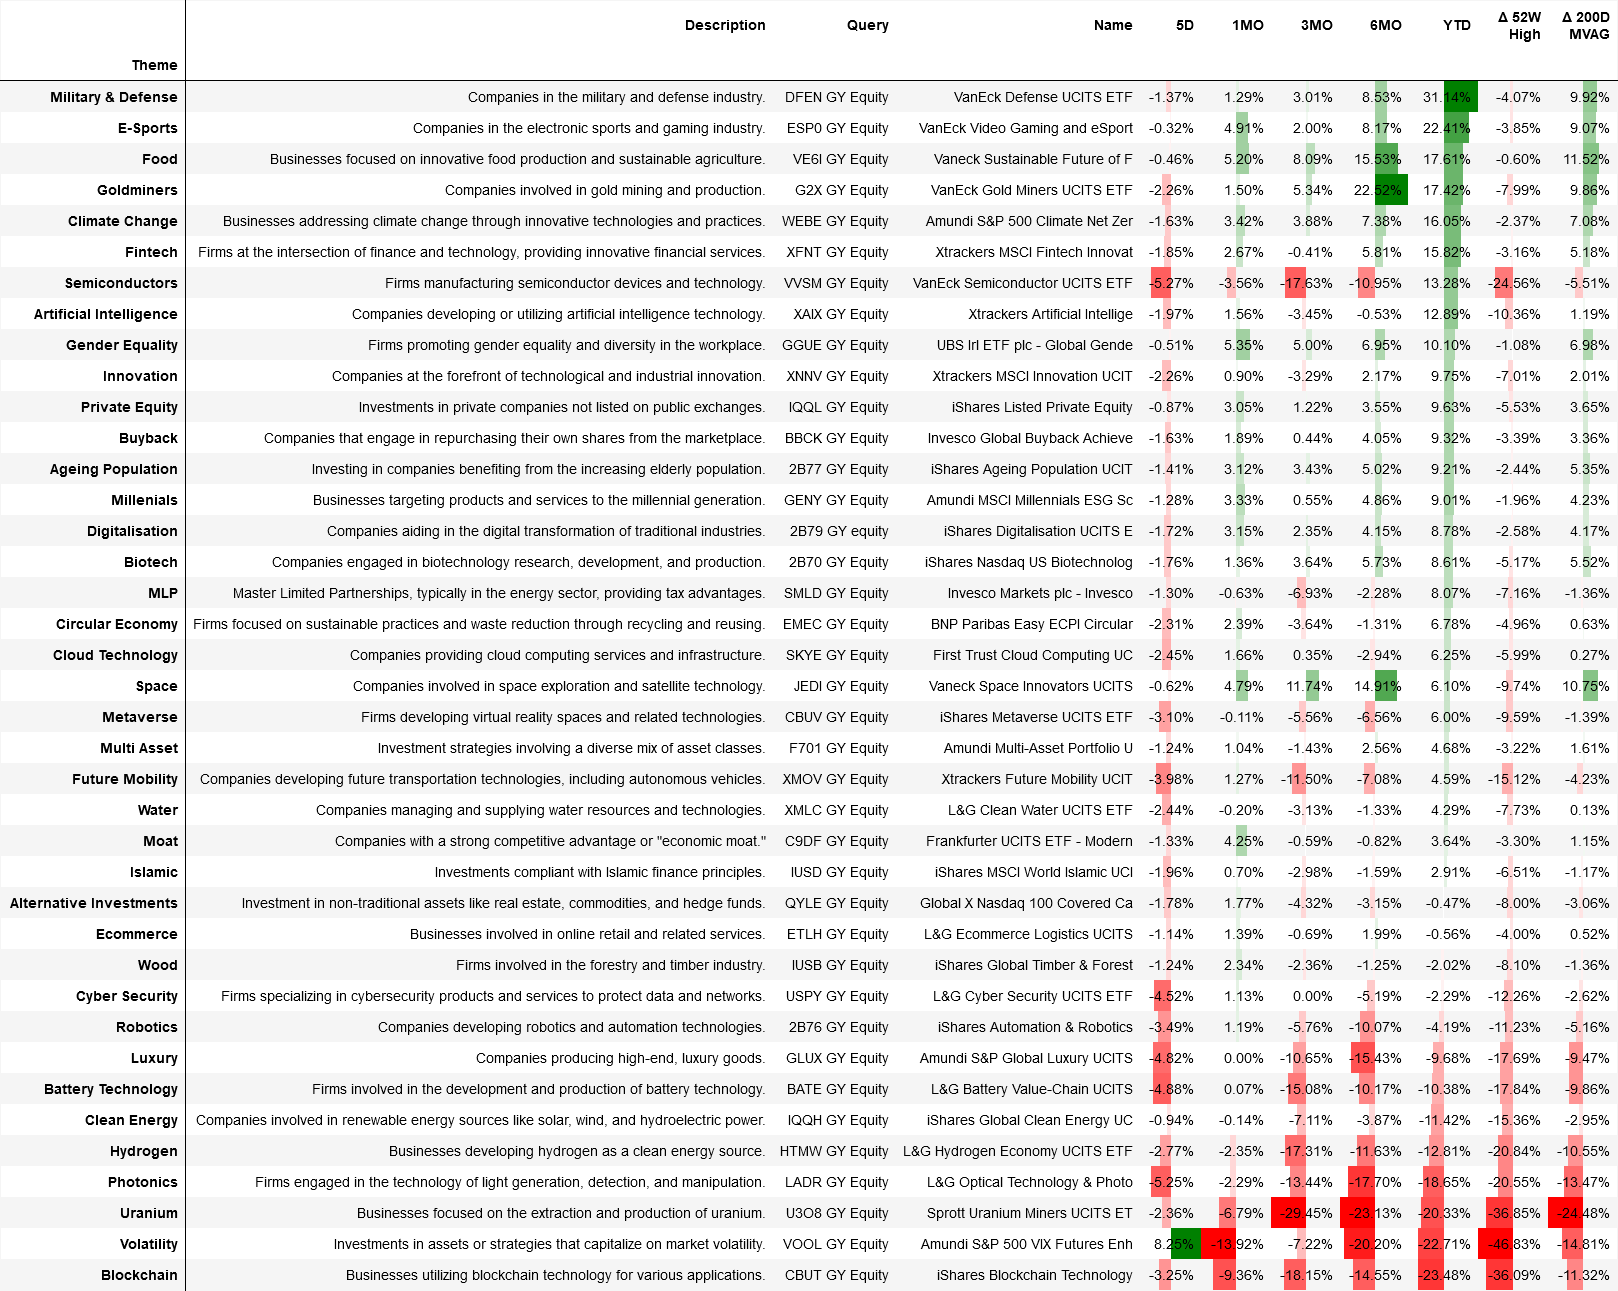 Description Query Name 5D 1MO 3MO 6MO YTD Δ 52W High Δ 200D MVAG
Theme
Military & Defense Companies in the military and defense industry. DFEN GY Equity VanEck Defense UCITS ETF -1.37% 1.29% 3.01% 8.53% 31.14% -4.07% 9.92%
E-Sports Companies in the electronic sports and gaming industry. ESP0 GY Equity VanEck Video Gaming and eSport -0.32% 4.91% 2.00% 8.17% 22.41% -3.85% 9.07%
Food Businesses focused on innovative food production and sustainable agriculture. VE6I GY Equity Vaneck Sustainable Future of F -0.46% 5.20% 8.09% 15.53% 17.61% -0.60% 11.52%
Goldminers Companies involved in gold mining and production. G2X GY Equity VanEck Gold Miners UCITS ETF -2.26% 1.50% 5.34% 22.52% 17.42% -7.99% 9.86%
Climate Change Businesses addressing climate change through innovative technologies and practices. WEBE GY Equity Amundi S&P 500 Climate Net Zer -1.63% 3.42% 3.88% 7.38% 16.05% -2.37% 7.08%
Fintech Firms at the intersection of finance and technology, providing innovative financial services. XFNT GY Equity Xtrackers MSCI Fintech Innovat -1.85% 2.67% -0.41% 5.81% 15.82% -3.16% 5.18%
Semiconductors Firms manufacturing semiconductor devices and technology. VVSM GY Equity VanEck Semiconductor UCITS ETF -5.27% -3.56% -17.63% -10.95% 13.28% -24.56% -5.51%
Artificial Intelligence Companies developing or utilizing artificial intelligence technology. XAIX GY Equity Xtrackers Artificial Intellige -1.97% 1.56% -3.45% -0.53% 12.89% -10.36% 1.19%
Gender Equality Firms promoting gender equality and diversity in the workplace. GGUE GY Equity UBS Irl ETF plc - Global Gende -0.51% 5.35% 5.00% 6.95% 10.10% -1.08% 6.98%
Innovation Companies at the forefront of technological and industrial innovation. XNNV GY Equity Xtrackers MSCI Innovation UCIT -2.26% 0.90% -3.29% 2.17% 9.75% -7.01% 2.01%
Private Equity Investments in private companies not listed on public exchanges. IQQL GY Equity iShares Listed Private Equity -0.87% 3.05% 1.22% 3.55% 9.63% -5.53% 3.65%
Buyback Companies that engage in repurchasing their own shares from the marketplace. BBCK GY Equity Invesco Global Buyback Achieve -1.63% 1.89% 0.44% 4.05% 9.32% -3.39% 3.36%
Ageing Population Investing in companies benefiting from the increasing elderly population. 2B77 GY Equity iShares Ageing Population UCIT -1.41% 3.12% 3.43% 5.02% 9.21% -2.44% 5.35%
Millenials Businesses targeting products and services to the millennial generation. GENY GY Equity Amundi MSCI Millennials ESG Sc -1.28% 3.33% 0.55% 4.86% 9.01% -1.96% 4.23%
Digitalisation Companies aiding in the digital transformation of traditional industries. 2B79 GY equity iShares Digitalisation UCITS E -1.72% 3.15% 2.35% 4.15% 8.78% -2.58% 4.17%
Biotech Companies engaged in biotechnology research, development, and production. 2B70 GY Equity iShares Nasdaq US Biotechnolog -1.76% 1.36% 3.64% 5.73% 8.61% -5.17% 5.52%
MLP Master Limited Partnerships, typically in the energy sector, providing tax advantages. SMLD GY Equity Invesco Markets plc - Invesco -1.30% -0.63% -6.93% -2.28% 8.07% -7.16% -1.36%
Circular Economy Firms focused on sustainable practices and waste reduction through recycling and reusing. EMEC GY Equity BNP Paribas Easy ECPI Circular -2.31% 2.39% -3.64% -1.31% 6.78% -4.96% 0.63%
Cloud Technology Companies providing cloud computing services and infrastructure. SKYE GY Equity First Trust Cloud Computing UC -2.45% 1.66% 0.35% -2.94% 6.25% -5.99% 0.27%
Space Companies involved in space exploration and satellite technology. JEDI GY Equity Vaneck Space Innovators UCITS -0.62% 4.79% 11.74% 14.91% 6.10% -9.74% 10.75%
Metaverse Firms developing virtual reality spaces and related technologies. CBUV GY Equity iShares Metaverse UCITS ETF -3.10% -0.11% -5.56% -6.56% 6.00% -9.59% -1.39%
Multi Asset Investment strategies involving a diverse mix of asset classes. F701 GY Equity Amundi Multi-Asset Portfolio U -1.24% 1.04% -1.43% 2.56% 4.68% -3.22% 1.61%
Future Mobility Companies developing future transportation technologies, including autonomous vehicles. XMOV GY Equity Xtrackers Future Mobility UCIT -3.98% 1.27% -11.50% -7.08% 4.59% -15.12% -4.23%
Water Companies managing and supplying water resources and technologies. XMLC GY Equity L&G Clean Water UCITS ETF -2.44% -0.20% -3.13% -1.33% 4.29% -7.73% 0.13%
Moat Companies with a strong competitive advantage or "economic moat." C9DF GY Equity Frankfurter UCITS ETF - Modern -1.33% 4.25% -0.59% -0.82% 3.64% -3.30% 1.15%
Islamic Investments compliant with Islamic finance principles. IUSD GY Equity iShares MSCI World Islamic UCI -1.96% 0.70% -2.98% -1.59% 2.91% -6.51% -1.17%
Alternative Investments Investment in non-traditional assets like real estate, commodities, and hedge funds. QYLE GY Equity Global X Nasdaq 100 Covered Ca -1.78% 1.77% -4.32% -3.15% -0.47% -8.00% -3.06%
Ecommerce Businesses involved in online retail and related services. ETLH GY Equity L&G Ecommerce Logistics UCITS -1.14% 1.39% -0.69% 1.99% -0.56% -4.00% 0.52%
Wood Firms involved in the forestry and timber industry. IUSB GY Equity iShares Global Timber & Forest -1.24% 2.34% -2.36% -1.25% -2.02% -8.10% -1.36%
Cyber Security Firms specializing in cybersecurity products and services to protect data and networks. USPY GY Equity L&G Cyber Security UCITS ETF -4.52% 1.13% 0.00% -5.19% -2.29% -12.26% -2.62%
Robotics Companies developing robotics and automation technologies. 2B76 GY Equity iShares Automation & Robotics -3.49% 1.19% -5.76% -10.07% -4.19% -11.23% -5.16%
Luxury Companies producing high-end, luxury goods. GLUX GY Equity Amundi S&P Global Luxury UCITS -4.82% 0.00% -10.65% -15.43% -9.68% -17.69% -9.47%
Battery Technology Firms involved in the development and production of battery technology. BATE GY Equity L&G Battery Value-Chain UCITS -4.88% 0.07% -15.08% -10.17% -10.38% -17.84% -9.86%
Clean Energy Companies involved in renewable energy sources like solar, wind, and hydroelectric power. IQQH GY Equity iShares Global Clean Energy UC -0.94% -0.14% -7.11% -3.87% -11.42% -15.36% -2.95%
Hydrogen Businesses developing hydrogen as a clean energy source. HTMW GY Equity L&G Hydrogen Economy UCITS ETF -2.77% -2.35% -17.31% -11.63% -12.81% -20.84% -10.55%
Photonics Firms engaged in the technology of light generation, detection, and manipulation. LADR GY Equity L&G Optical Technology & Photo -5.25% -2.29% -13.44% -17.70% -18.65% -20.55% -13.47%
Uranium Businesses focused on the extraction and production of uranium. U3O8 GY Equity Sprott Uranium Miners UCITS ET -2.36% -6.79% -29.45% -23.13% -20.33% -36.85% -24.48%
Volatility Investments in assets or strategies that capitalize on market volatility. VOOL GY Equity Amundi S&P 500 VIX Futures Enh 8.25% -13.92% -7.22% -20.20% -22.71% -46.83% -14.81%
Blockchain Businesses utilizing blockchain technology for various applications. CBUT GY Equity iShares Blockchain Technology -3.25% -9.36% -18.15% -14.55% -23.48% -36.09% -11.32%